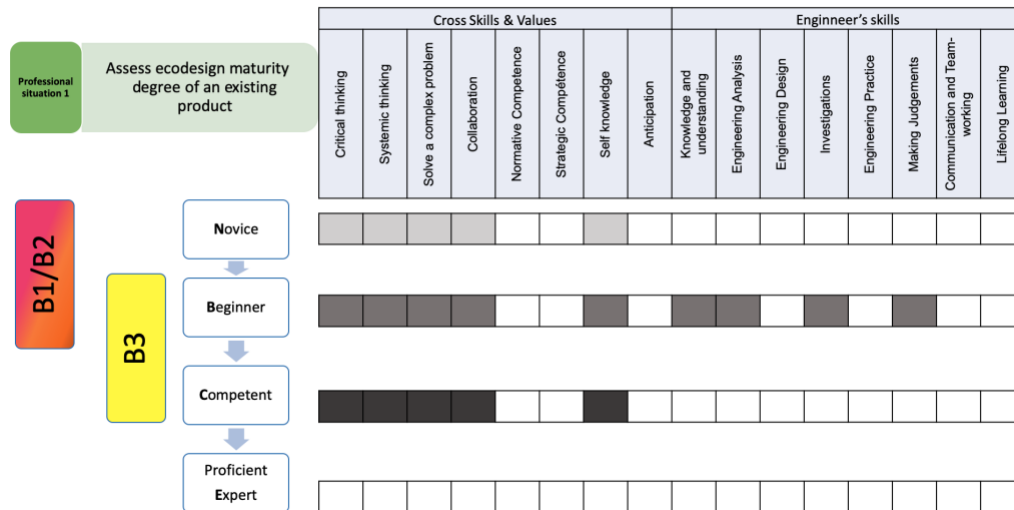 Cross Skills & Values
Enginneer's skills
Professional
situation 1
Assess ecodesign maturity
degree of an existing
product
Critical thinking
Systemic thinking
Solve a complex problem
Collaboration
Normative Competence
Strategic Compétence
Self knowledge
Anticipation
Knowledge and
understanding
Engineering Analysis
Engineering Design
Investigations
Engineering Practice
Making Judgements
Communication and Team-
working
Lifelong Learning
B1/B2
B3
Novice
Beginner
Competent
Proficient
Expert